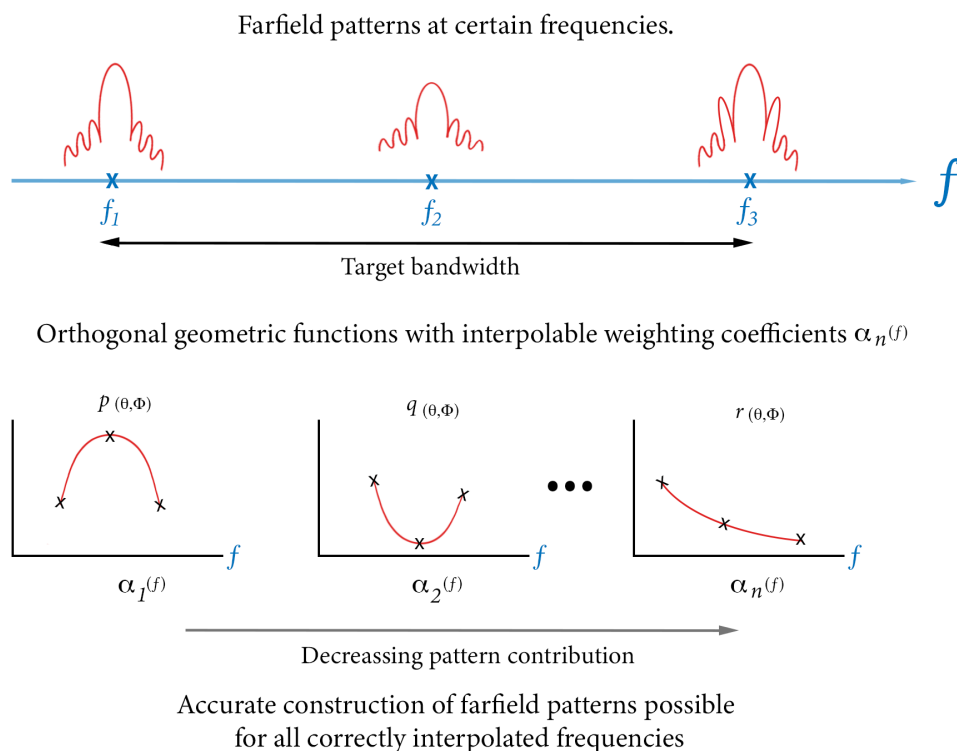 Farfield patterns at certain frequencies.
x x x f
f₁ f₂ f₃
Target bandwidth
Orthogonal geometric functions with interpolable weighting coefficients αₙ(f)
p (θ,Φ) q (θ,Φ) r (θ,Φ)
f f f
α₁(f) α₂(f) αₙ(f)
Decreassing pattern contribution
Accurate construction of farfield patterns possible
for all correctly interpolated frequencies